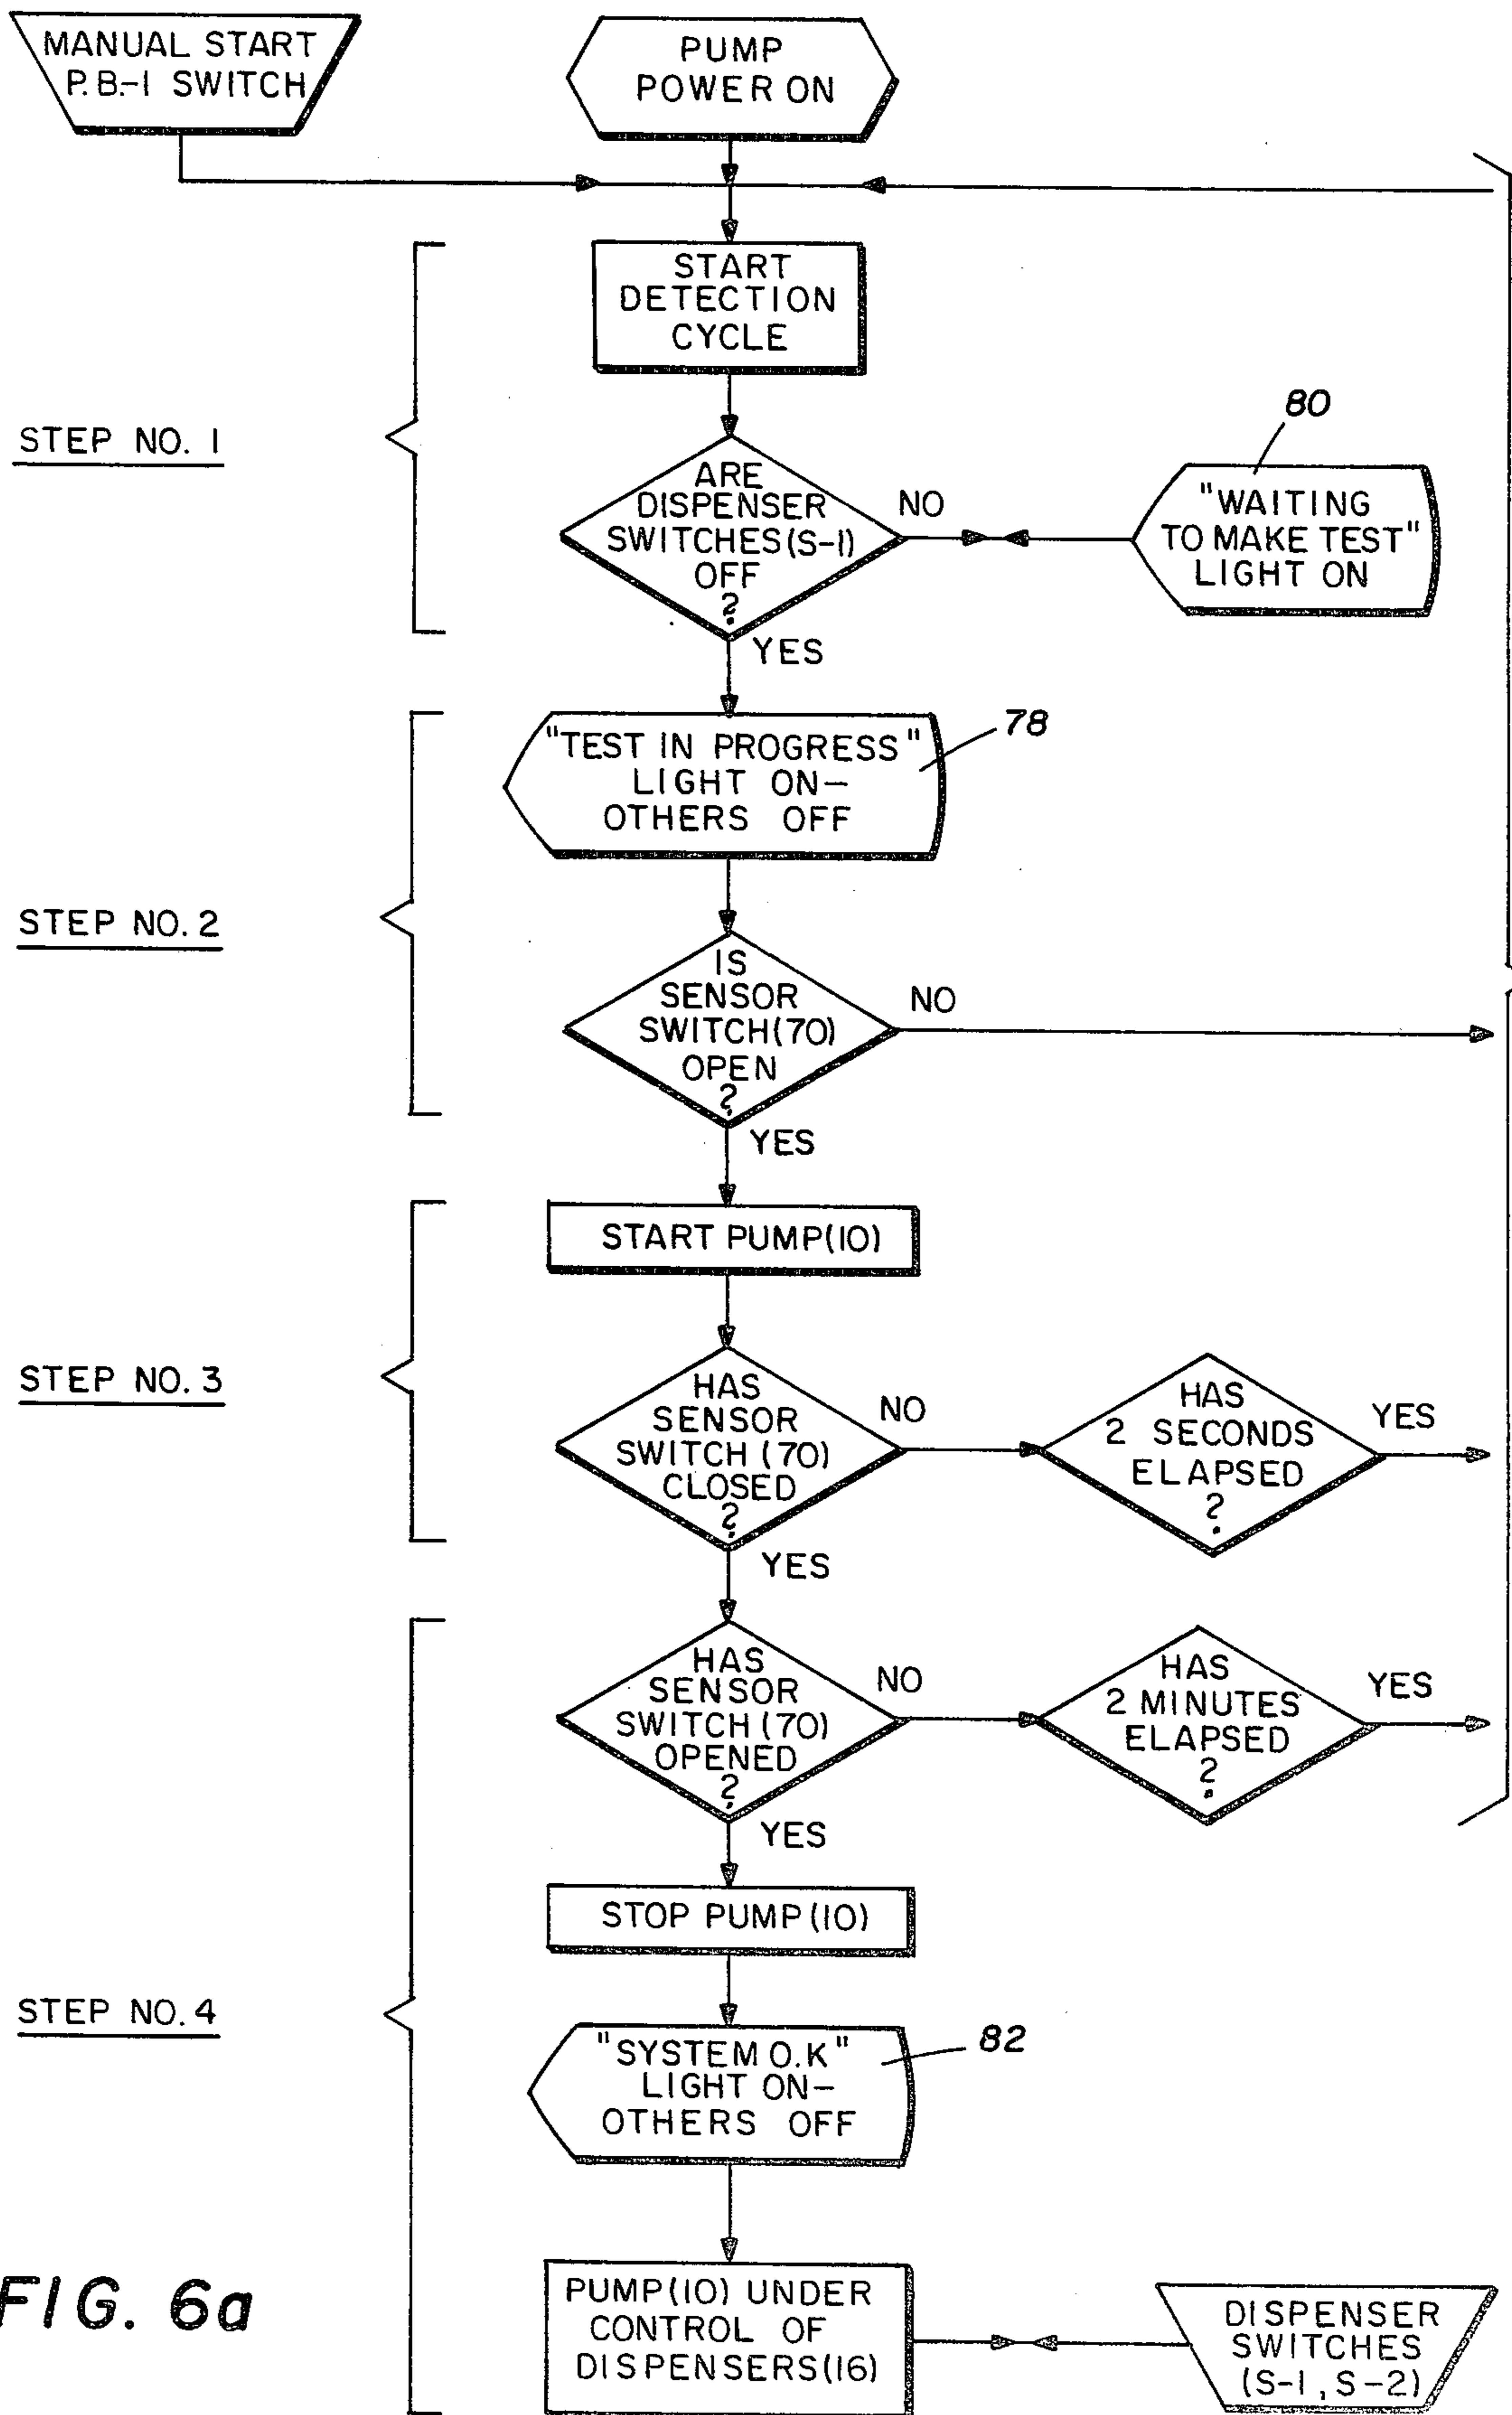 MANUAL START
P.B.-1 SWITCH
PUMP
POWER ON
START
DETECTION
CYCLE
STEP NO. 1
ARE
DISPENSER
SWITCHES(S-1)
OFF
?
NO
80
"WAITING
TO MAKE TEST"
LIGHT ON
YES
"TEST IN PROGRESS"
LIGHT ON-
OTHERS OFF
78
STEP NO. 2
IS
SENSOR
SWITCH(70)
OPEN
?
NO
YES
START PUMP(10)
STEP NO. 3
HAS
SENSOR
SWITCH (70)
CLOSED
?
NO
HAS
2 SECONDS
ELAPSED
?
YES
YES
HAS
SENSOR
SWITCH (70)
OPENED
?
NO
HAS
2 MINUTES
ELAPSED
?
YES
YES
STOP PUMP(10)
STEP NO. 4
"SYSTEM O.K"
LIGHT ON-
OTHERS OFF
82
PUMP(10) UNDER
CONTROL OF
DISPENSERS(16)
DISPENSER
SWITCHES
(S-1, S-2)
FIG. 6a